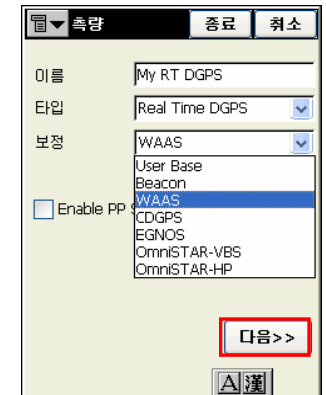 측량 종료 취소
이름 My RT DGPS
타입 Real Time DGPS
보정 WAAS
User Base
Beacon
WAAS
Enable PP
CDGPS
EGNOS
OmniSTAR-VBS
OmniSTAR-HP
다음>>
A 漢